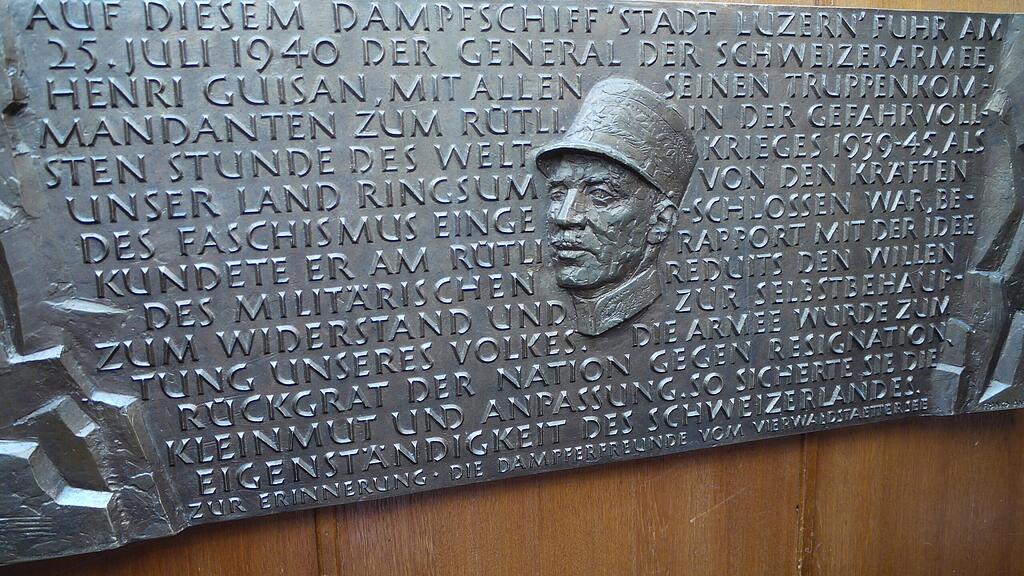 AUF DIESEM DAMPFSCHIFF 'STADT LUZERN' FUHR AM
25. JULI 1940 DER GENERAL DER SCHWEIZERARMEE,
HENRI GUISAN, MIT ALLEN SEINEN TRUPPENKOM-
MANDANTEN ZUM RÜTLI. IN DER GEFAHRVOLL-
STEN STUNDE DES WELT KRIEGES 1939-45, ALS
UNSER LAND RINGSUM VON DEN KRÄFTEN
DES FASCHISMUS EINGE-SCHLOSSEN WAR, BE-
KUNDETE ER AM RÜTLI RAPPORT MIT DER IDEE
DES MILITÄRISCHEN REDUITS DEN WILLEN
ZUM WIDERSTAND UND ZUR SELBSTBEHAUP-
TUNG UNSERES VOLKES. DIE ARMEE WURDE ZUM
RÜCKGRAT DER NATION GEGEN RESIGNATION,
KLEINMUT UND ANPASSUNG. SO SICHERTE SIE DIE
EIGENSTÄNDIGKEIT DES SCHWEIZERLANDES.
ZUR ERINNERUNG · DIE DAMPFERFREUNDE VOM VIERWALDSTÄTTERSEE